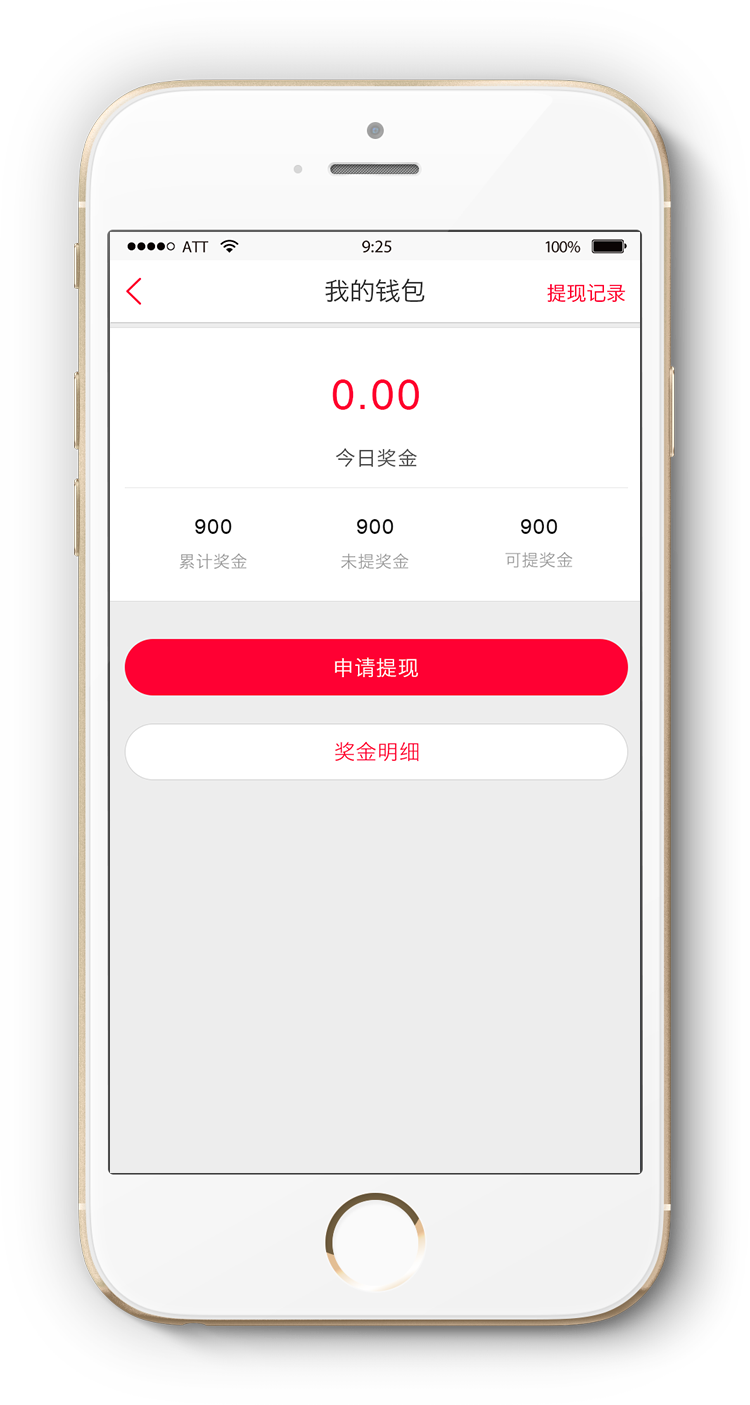 ATT 9:25 100%
我的钱包 提现记录
0.00
今日奖金
900 900 900
累计奖金 未提奖金 可提奖金
申请提现
奖金明细